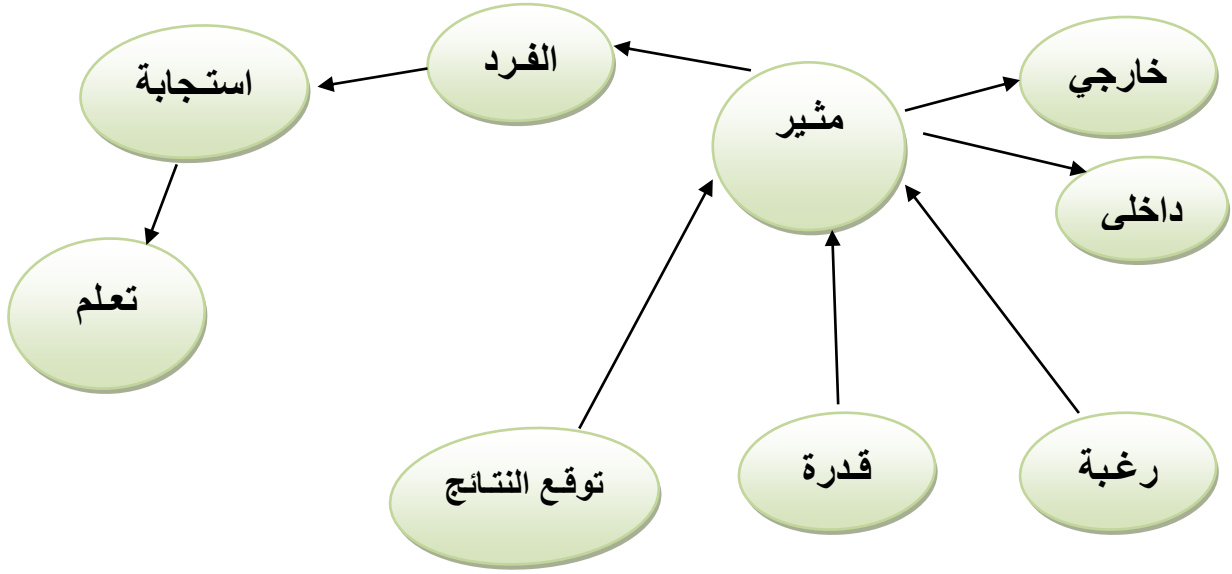 خارجي
الفرد
استجابة
مثير
داخلى
تعلم
رغبة
قدرة
توقع النتائج